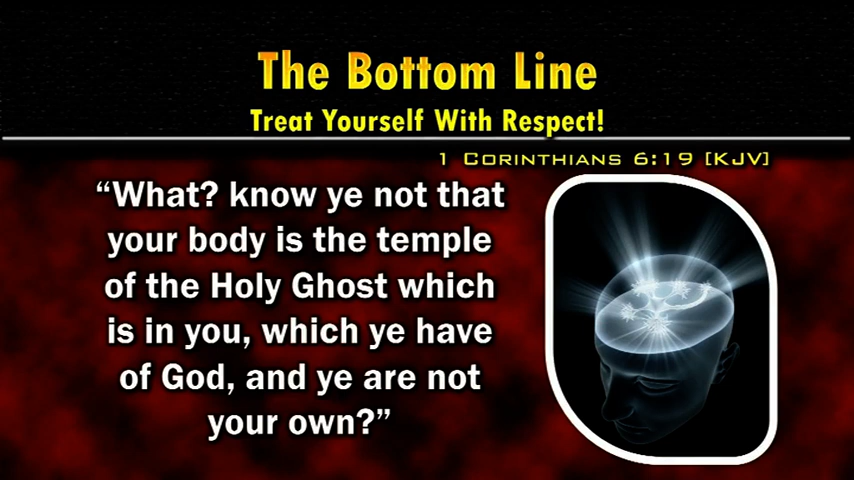 The Bottom Line
Treat Yourself With Respect!
1 Corinthians 6:19 [KJV]
“What? know ye not that
your body is the temple
of the Holy Ghost which
is in you, which ye have
of God, and ye are not
your own?”